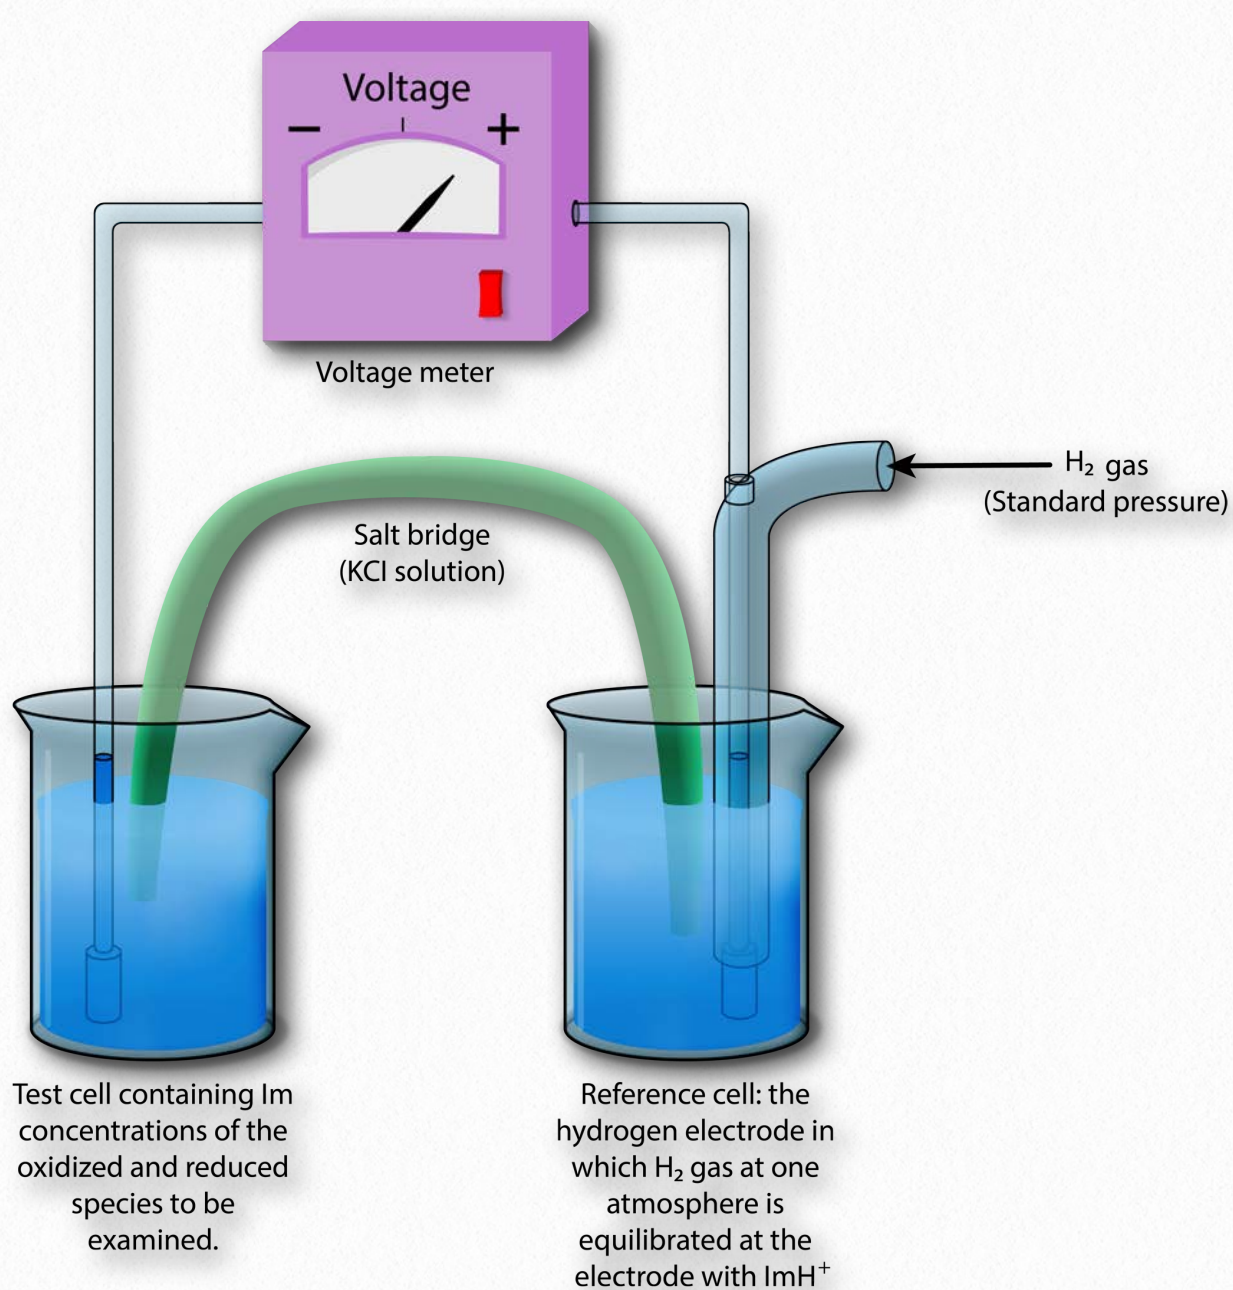 Voltage
− +
Voltage meter
H₂ gas
(Standard pressure)
Salt bridge
(KCl solution)
Test cell containing Im
concentrations of the
oxidized and reduced
species to be
examined.
Reference cell: the
hydrogen electrode in
which H₂ gas at one
atmosphere is
equilibrated at the
electrode with ImH⁺